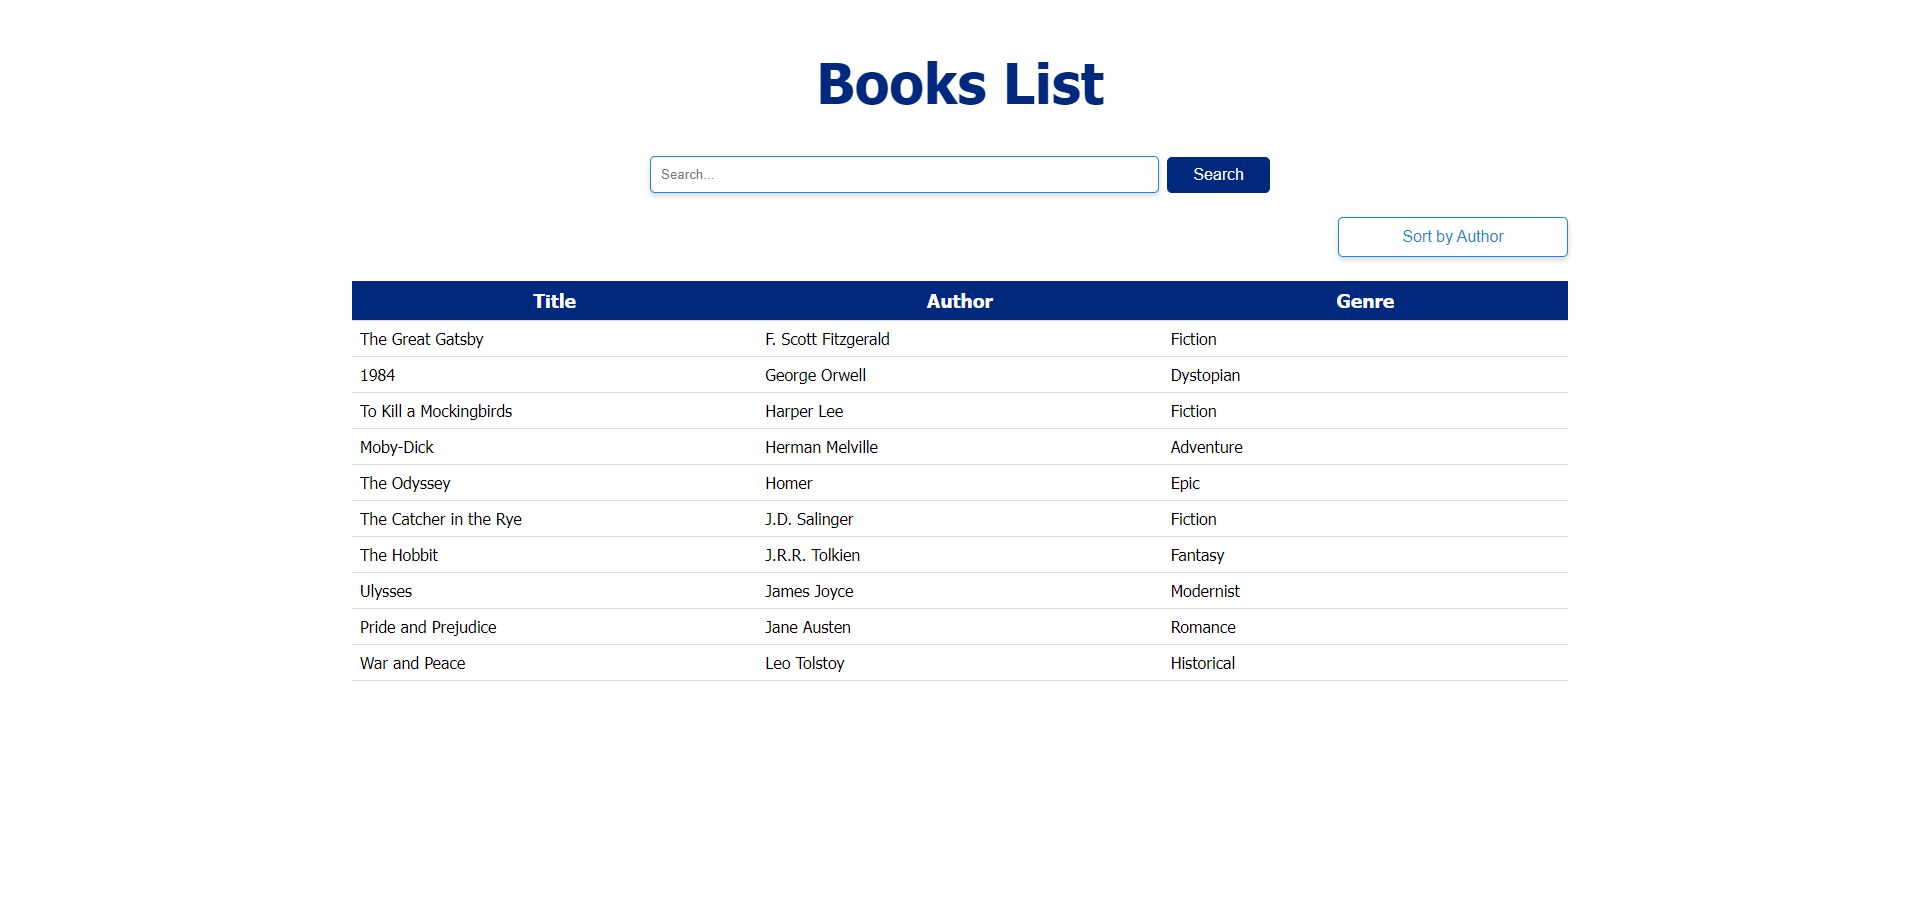 Books List
Search...
Search
Sort by Author
Title Author Genre
The Great Gatsby F. Scott Fitzgerald Fiction
1984 George Orwell Dystopian
To Kill a Mockingbirds Harper Lee Fiction
Moby-Dick Herman Melville Adventure
The Odyssey Homer Epic
The Catcher in the Rye J.D. Salinger Fiction
The Hobbit J.R.R. Tolkien Fantasy
Ulysses James Joyce Modernist
Pride and Prejudice Jane Austen Romance
War and Peace Leo Tolstoy Historical